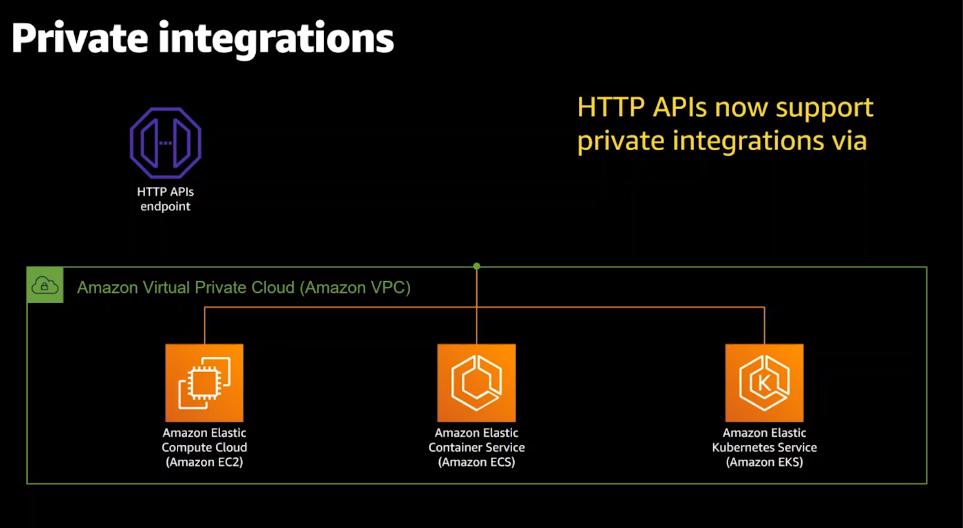 Private integrations
HTTP APIs now support
private integrations via
HTTP APIs
endpoint
Amazon Virtual Private Cloud (Amazon VPC)
Amazon Elastic
Compute Cloud
(Amazon EC2)
Amazon Elastic
Container Service
(Amazon ECS)
K
Amazon Elastic
Kubernetes Service
(Amazon EKS)